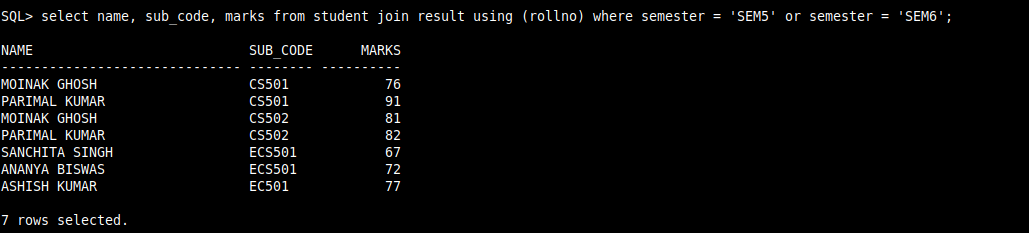 SQL> select name, sub_code, marks from student join result using (rollno) where semester = 'SEM5' or semester = 'SEM6';
NAME SUB_CODE MARKS
------------------------------ -------- ----------
MOINAK GHOSH CS501 76
PARIMAL KUMAR CS501 91
MOINAK GHOSH CS502 81
PARIMAL KUMAR CS502 82
SANCHITA SINGH ECS501 67
ANANYA BISWAS ECS501 72
ASHISH KUMAR EC501 77
7 rows selected.